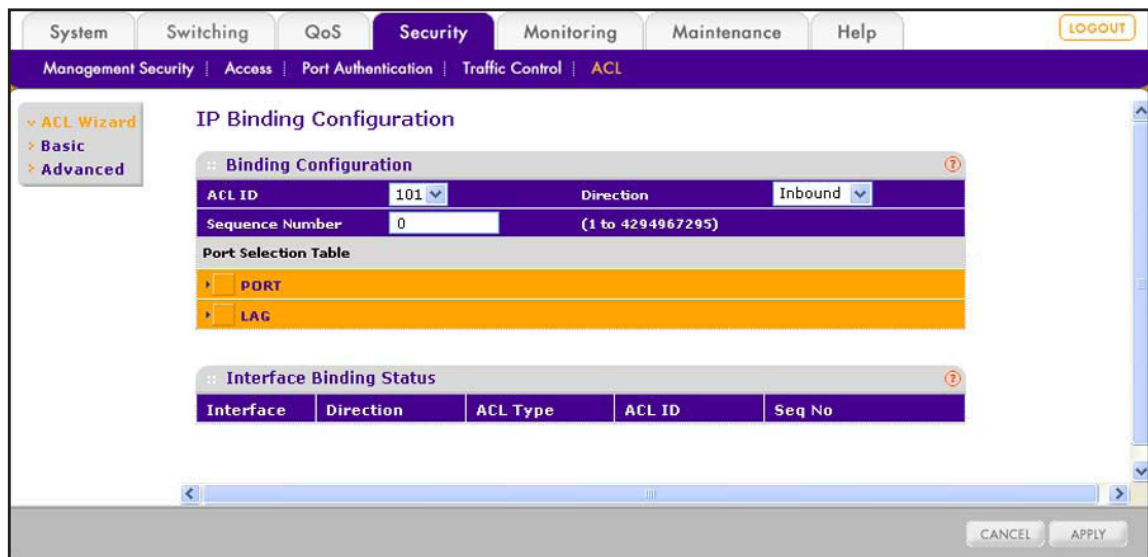 System Switching QoS Security Monitoring Maintenance Help LOGOUT
Management Security | Access | Port Authentication | Traffic Control | ACL
ACL Wizard
Basic
Advanced
IP Binding Configuration
Binding Configuration ?
ACL ID 101 Direction Inbound
Sequence Number 0 (1 to 4294967295)
Port Selection Table
PORT
LAG
Interface Binding Status ?
Interface Direction ACL Type ACL ID Seq No
CANCEL APPLY